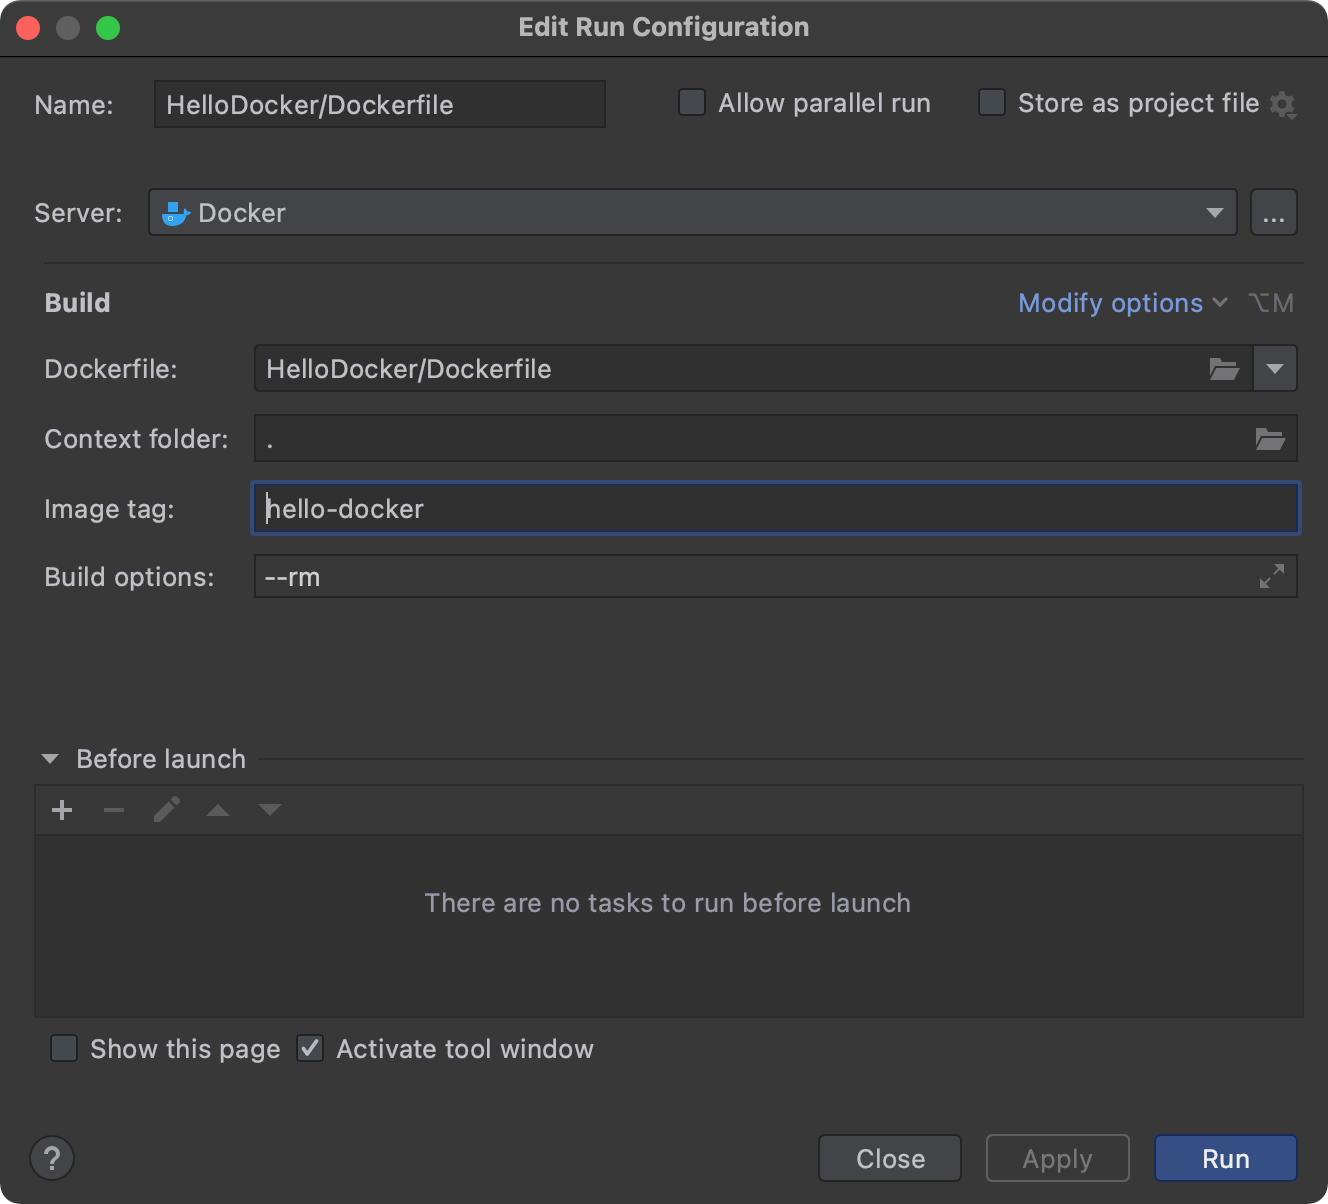 Edit Run Configuration
Name: HelloDocker/Dockerfile Allow parallel run Store as project file
Server: Docker ...
Build Modify options ⌥M
Dockerfile: HelloDocker/Dockerfile
Context folder: .
Image tag: hello-docker
Build options: --rm
Before launch
There are no tasks to run before launch
Show this page Activate tool window
? Close Apply Run